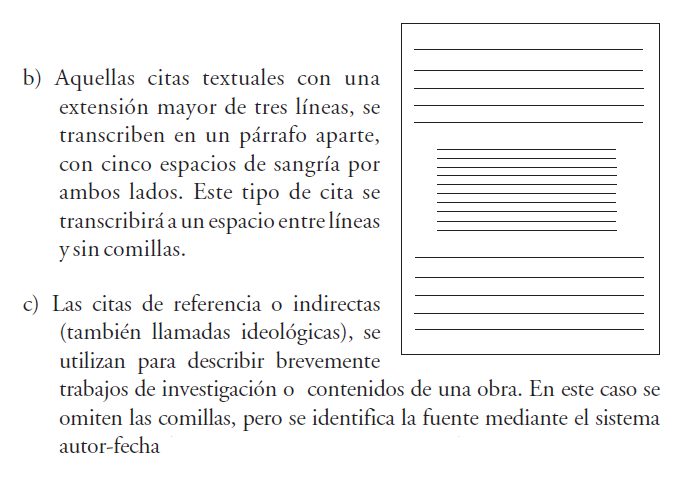 b) Aquellas citas textuales con una
extensión mayor de tres líneas, se
transcriben en un párrafo aparte,
con cinco espacios de sangría por
ambos lados. Este tipo de cita se
transcribirá a un espacio entre líneas
y sin comillas.
c) Las citas de referencia o indirectas
(también llamadas ideológicas), se
utilizan para describir brevemente
trabajos de investigación o contenidos de una obra. En este caso se
omiten las comillas, pero se identifica la fuente mediante el sistema
autor-fecha